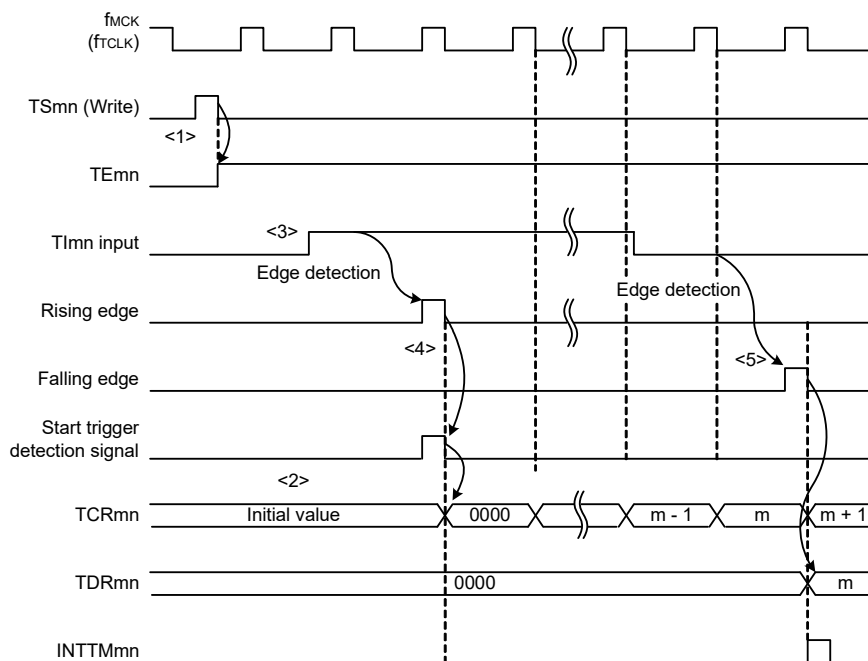 fMCK
(fTCLK)
TSmn (Write)
<1>
TEmn
TImn input
<3>
Edge detection
Edge detection
Rising edge
<4>
<5>
Falling edge
Start trigger
detection signal
<2>
TCRmn
Initial value
0000
m - 1
m
m + 1
TDRmn
0000
m
INTTMmn